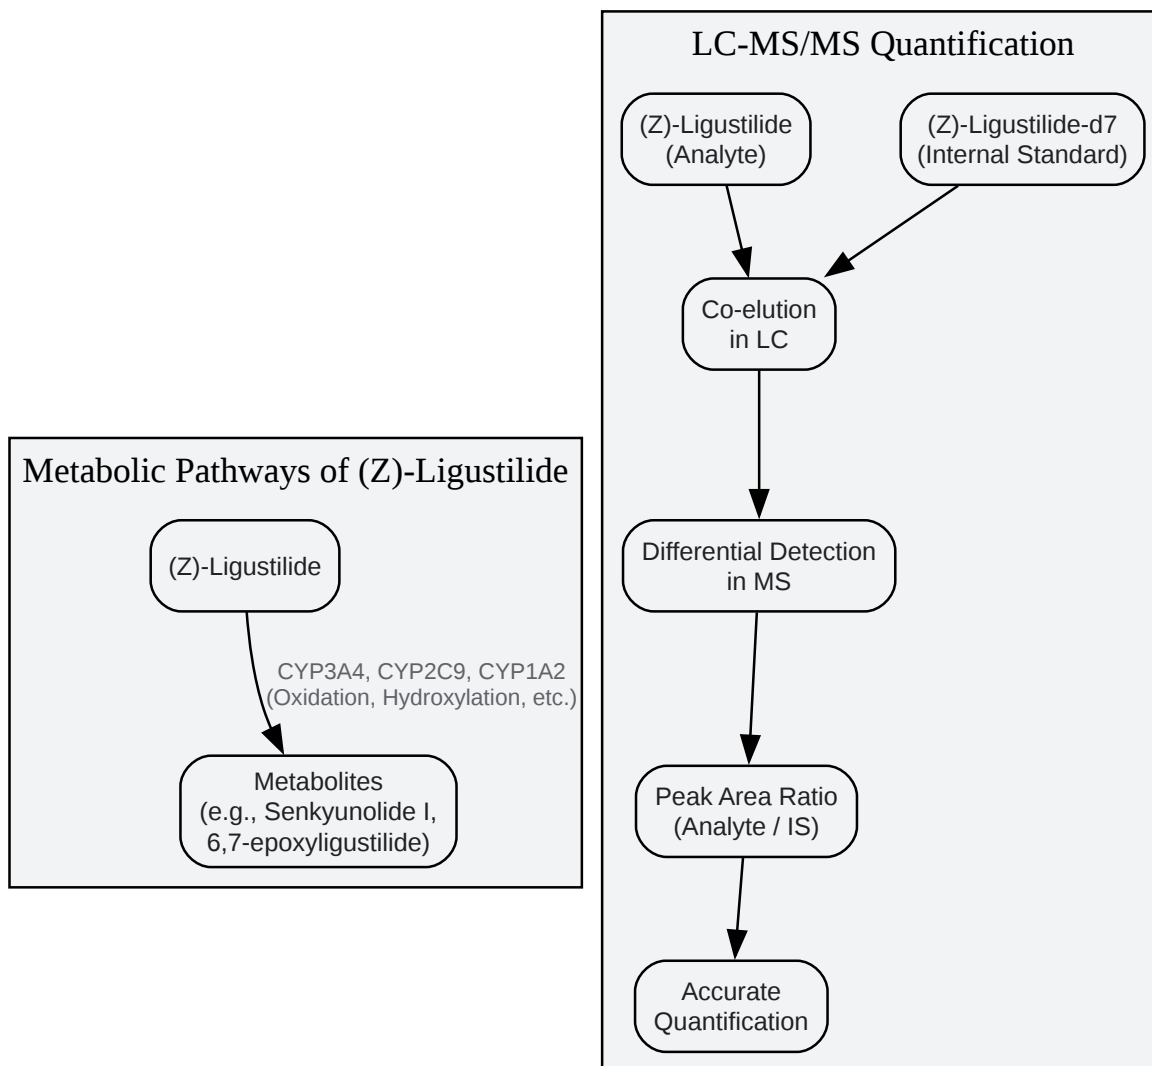 Metabolic Pathways of (Z)-Ligustilide
(Z)-Ligustilide
CYP3A4, CYP2C9, CYP1A2
(Oxidation, Hydroxylation, etc.)
Metabolites
(e.g., Senkyunolide I,
6,7-epoxyligustilide)
LC-MS/MS Quantification
(Z)-Ligustilide
(Analyte)
(Z)-Ligustilide-d7
(Internal Standard)
Co-elution
in LC
Differential Detection
in MS
Peak Area Ratio
(Analyte / IS)
Accurate
Quantification